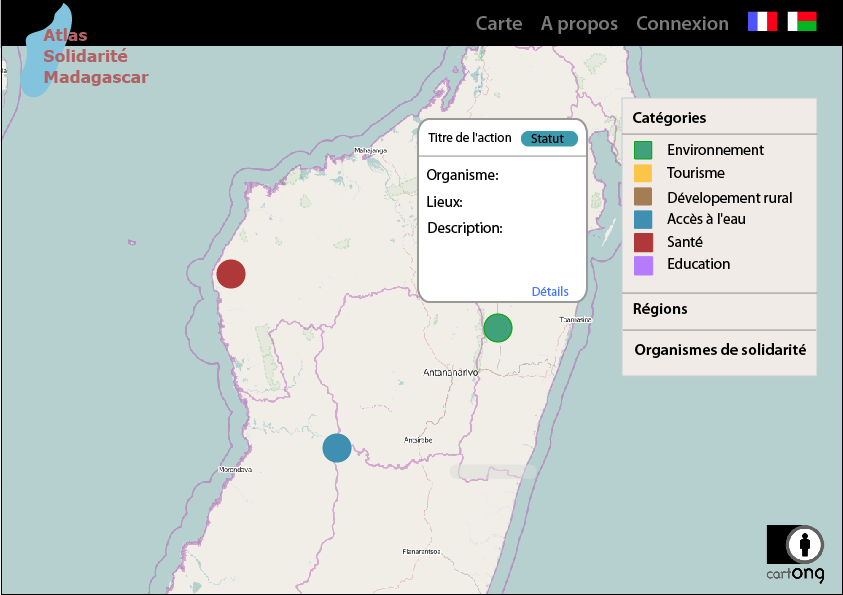 Carte A propos Connexion
Atlas
Solidarité
Madagascar
Catégories
Environnement
Tourisme
Dévelopement rural
Accès à l'eau
Santé
Education
Régions
Organismes de solidarité
Titre de l'action Statut
Organisme:
Lieux:
Description:
Détails
Mahajanga
Toamasina
Antananarivo
Antsirabe
Morondava
Fianarantsoa
cartong